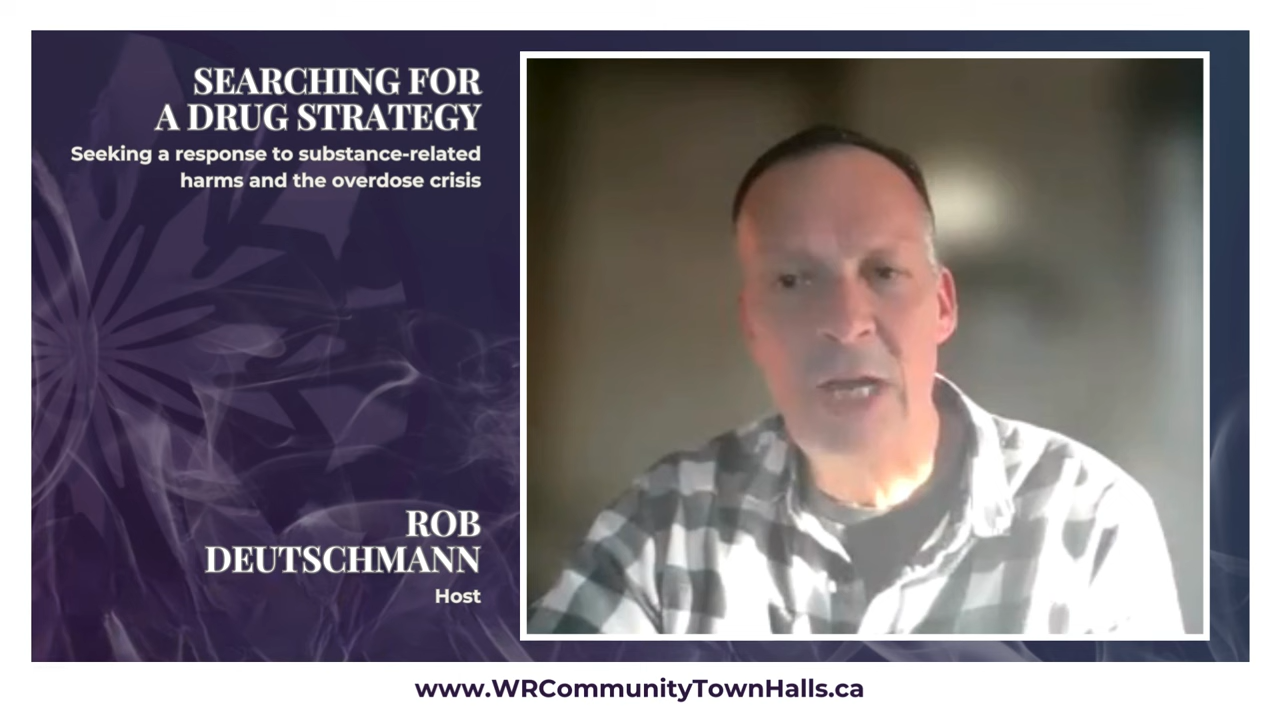 SEARCHING FOR
A DRUG STRATEGY
Seeking a response to substance-related
harms and the overdose crisis
ROB
DEUTSCHMANN
Host
www.WRCommunityTownHalls.ca